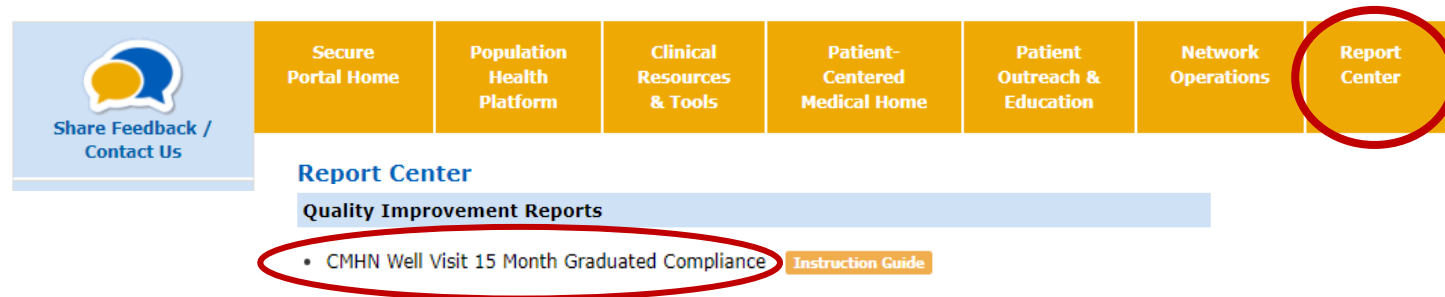 Share Feedback /
Contact Us
Secure
Portal Home
Population
Health
Platform
Clinical
Resources
& Tools
Patient-
Centered
Medical Home
Patient
Outreach &
Education
Network
Operations
Report
Center
Report Center
Quality Improvement Reports
• CMHN Well Visit 15 Month Graduated Compliance Instruction Guide